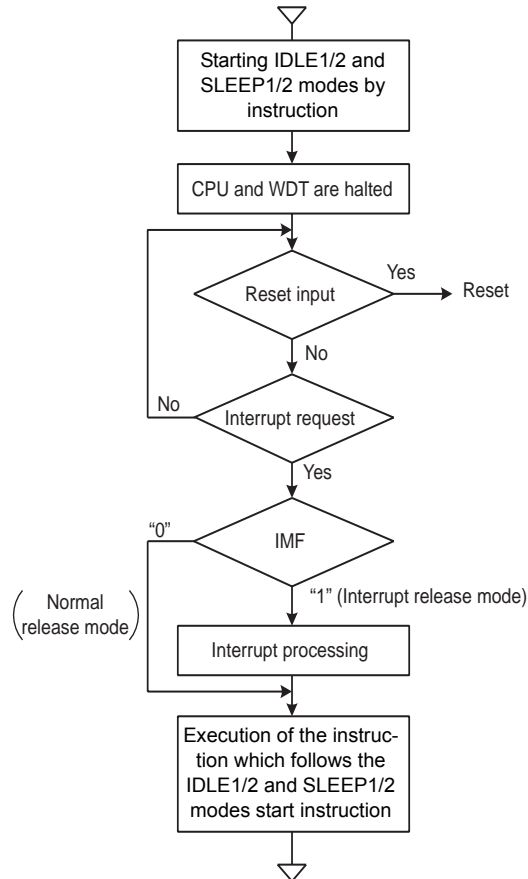 Starting IDLE1/2 and
SLEEP1/2 modes by
instruction
CPU and WDT are halted
Reset input
Yes
Reset
No
Interrupt request
No
Yes
IMF
“0”
“1” (Interrupt release mode)
Normal
release mode
Interrupt processing
Execution of the instruc-
tion which follows the
IDLE1/2 and SLEEP1/2
modes start instruction